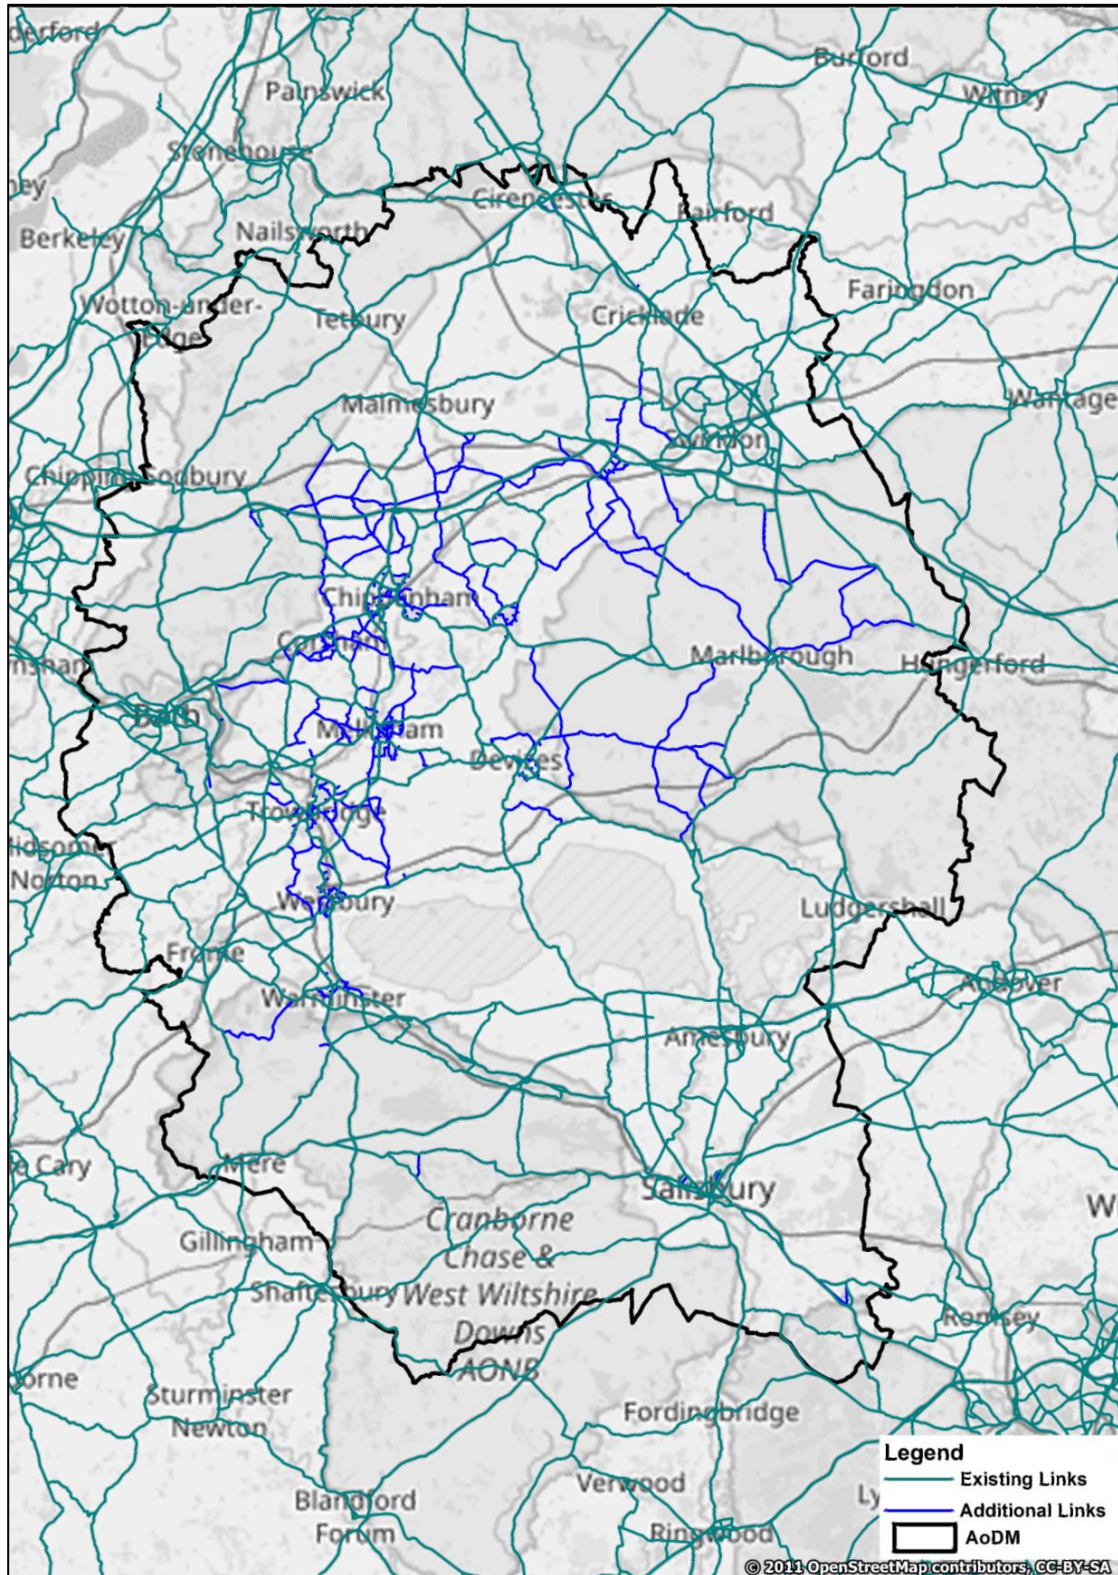 Burford
Painswick
Witney
Stonehouse
Cirencester
Fairford
Berkeley
Nailsworth
Faringdon
Wotton-under-
Edge
Tetbury
Cricklade
Malmesbury
Wantage
Swindon
Chipping Sodbury
Chippenham
Corsham
Marlborough
Hungerford
Bath
Melksham
Devizes
Trowbridge
Norton
Westbury
Ludgershall
Frome
Warminster
Andover
Amesbury
Mere
Salisbury
Cranborne
Chase &
West Wiltshire
Downs
AONB
Gillingham
Shaftesbury
Romsey
Sturminster
Newton
Fordingbridge
Verwood
Blandford
Forum
Ringwood
Legend
Existing Links
Additional Links
AoDM
© 2011 OpenStreetMap contributors, CC-BY-SA